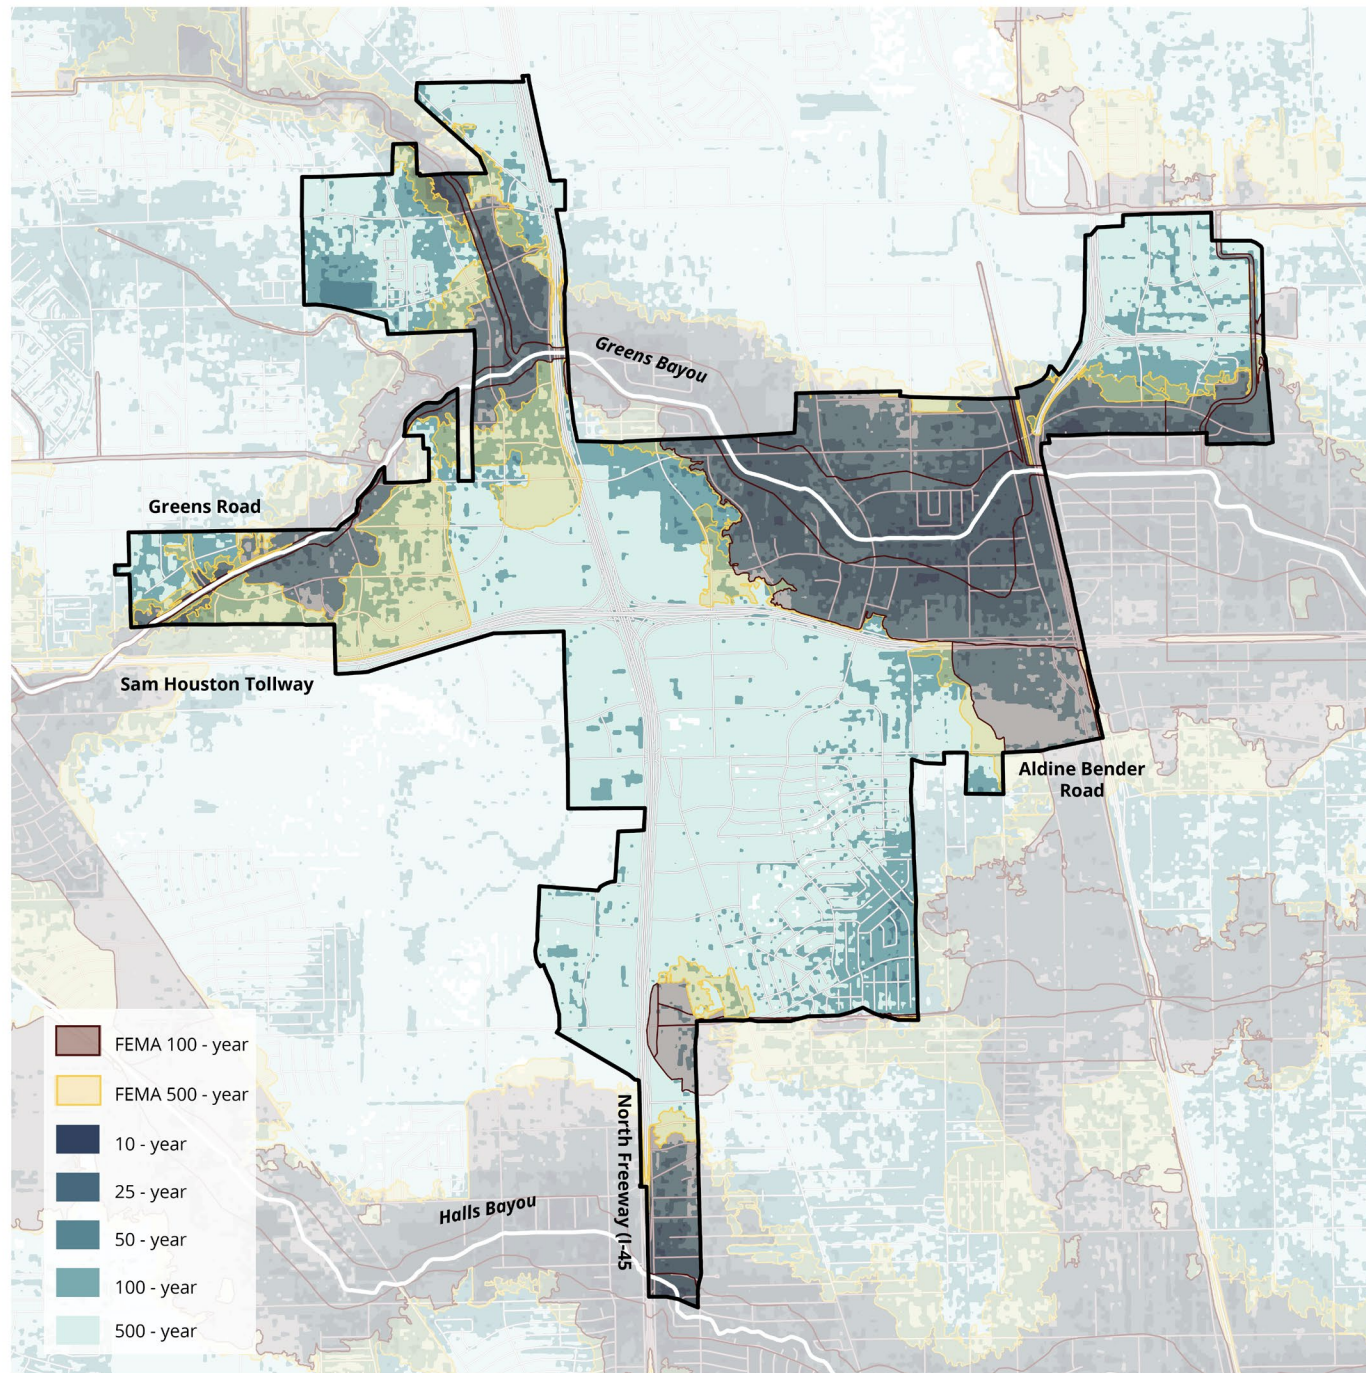 Greens Bayou
Greens Road
Sam Houston Tollway
Aldine Bender
Road
FEMA 100 - year
FEMA 500 - year
10 - year
25 - year
50 - year
100 - year
500 - year
North Freeway (I-45
Halls Bayou